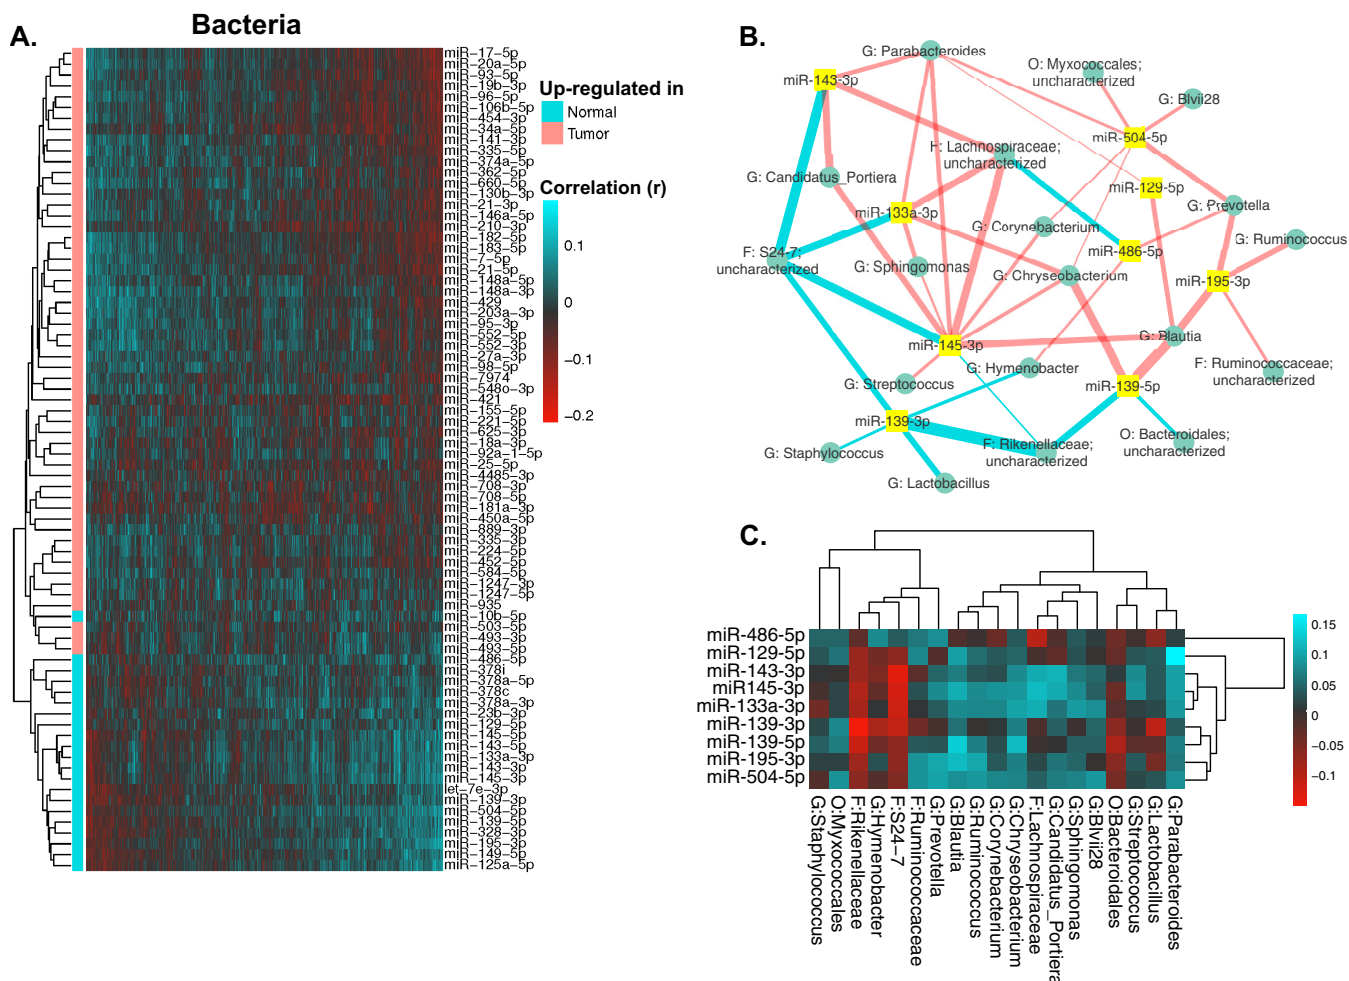 A.
Bacteria
miR−17−5p
miR−20a−5p
miR−93−5p
miR−19b−3p
miR−96−5p
miR−106b−5p
miR−454−3p
miR−34a−5p
miR−141−3p
miR−335−5p
miR−374a−5p
miR−362−5p
miR−660−5p
miR−130b−3p
miR−21−3p
miR−146a−5p
miR−210−3p
miR−182−5p
miR−183−5p
miR−7−5p
miR−21−5p
miR−148a−5p
miR−148a−3p
miR−429
miR−203a−3p
miR−95−3p
miR−552−5p
miR−552−3p
miR−27a−3p
miR−98−5p
miR−7974
miR−548o−3p
miR−421
miR−155−5p
miR−221−5p
miR−625−3p
miR−18a−3p
miR−92a−1−5p
miR−25−5p
miR−4485−3p
miR−708−3p
miR−708−5p
miR−181a−3p
miR−450a−5p
miR−889−3p
miR−335−3p
miR−224−5p
miR−452−5p
miR−584−5p
miR−1247−3p
miR−1247−5p
miR−935
miR−10b−5p
miR−503−5p
miR−493−3p
miR−493−5p
miR−486−5p
miR−378i
miR−378a−5p
miR−378c
miR−378a−3p
miR−23b−3p
miR−129−5p
miR−145−5p
miR−143−5p
miR−133a−3p
miR−143−3p
miR−145−3p
let−7e−3p
miR−139−3p
miR−504−5p
miR−139−5p
miR−328−3p
miR−195−3p
miR−149−5p
miR−125a−5p
Up-regulated in
Normal
Tumor
Correlation (r)
0.1
0
−0.1
−0.2
B.
G: Parabacteroides
O: Myxococcales;
uncharacterized
miR-143-3p
G: Blvii28
miR-504-5p
F: Lachnospiraceae;
uncharacterized
G: Candidatus_Portiera
miR-129-5p
G: Prevotella
miR-133a-3p
G: Corynebacterium
G: Ruminococcus
F: S24-7;
uncharacterized
miR-486-5p
G: Sphingomonas
G: Chryseobacterium
miR-195-3p
miR-145-3p
G: Blautia
G: Hymenobacter
F: Ruminococcaceae;
uncharacterized
G: Streptococcus
miR-139-5p
miR-139-3p
G: Staphylococcus
F: Rikenellaceae;
uncharacterized
O: Bacteroidales;
uncharacterized
G: Lactobacillus
C.
miR−486−5p
miR−129−5p
miR−143−3p
miR145−3p
miR−133a−3p
miR−139−3p
miR−139−5p
miR−195−3p
miR−504−5p
G:Staphylococcus
O:Myxococcales
F:Rikenellaceae
G:Hymenobacter
F:S24−7
F:Ruminococcaceae
G:Prevotella
G:Blautia
G:Ruminococcus
G:Corynebacterium
G:Chryseobacterium
F:Lachnospiraceae
G:Candidatus_Portiera
G:Sphingomonas
G:Blvii28
O:Bacteroidales
G:Streptococcus
G:Lactobacillus
G:Parabacteroides
0.15
0.1
0.05
0
−0.05
−0.1